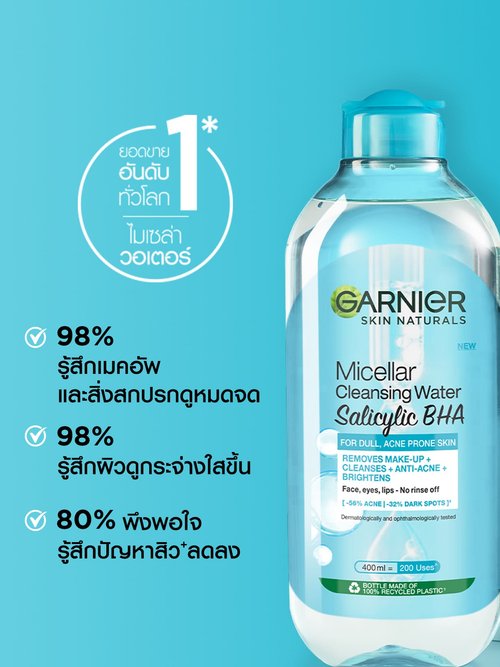 ยอดขาย
อันดับ
ทั่วโลก
1*
ไมเซล่า
วอเตอร์
98%
รู้สึกเมคอัพ
และสิ่งสกปรกดูหมดจด
98%
รู้สึกผิวดูกระจ่างใสขึ้น
80% พึงพอใจ
รู้สึกปัญหาสิว⁺ลดลง
GARNIER
SKIN NATURALS
NEW
Micellar
Cleansing Water
Salicylic BHA
FOR DULL, ACNE PRONE SKIN
REMOVES MAKE-UP +
CLEANSES + ANTI-ACNE +
BRIGHTENS
Face, eyes, lips - No rinse off
[ -56% ACNE | -32% DARK SPOTS ]¹
Dermatologically and ophthalmologically tested
400ml = 200 Uses^
BOTTLE MADE OF
100% RECYCLED PLASTIC¹